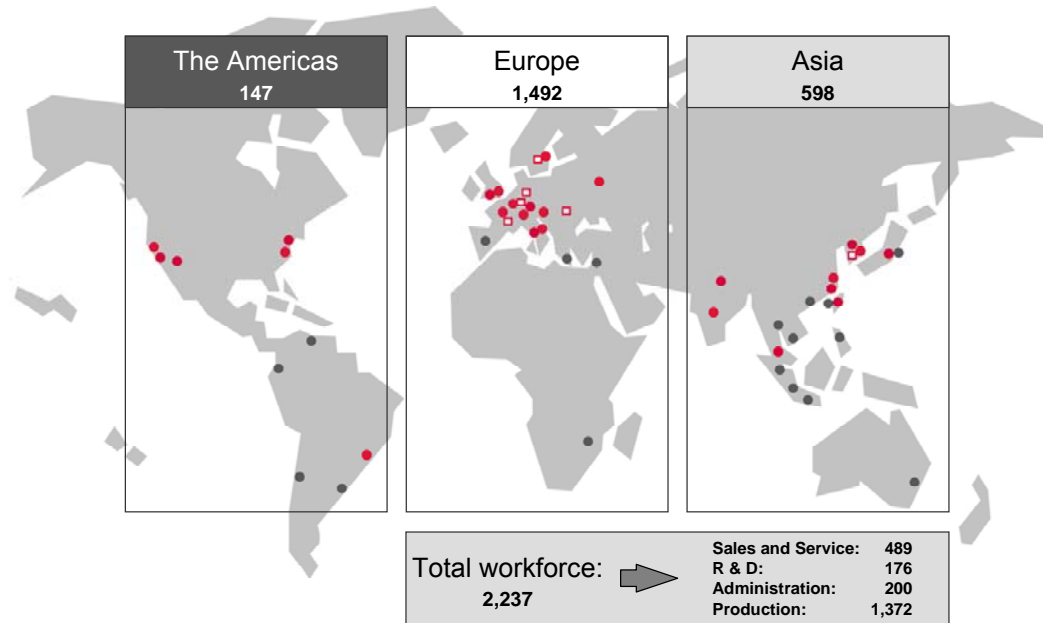 The Americas
147
Europe
1,492
Asia
598
Total workforce:
2,237
Sales and Service: 489
R & D: 176
Administration: 200
Production: 1,372